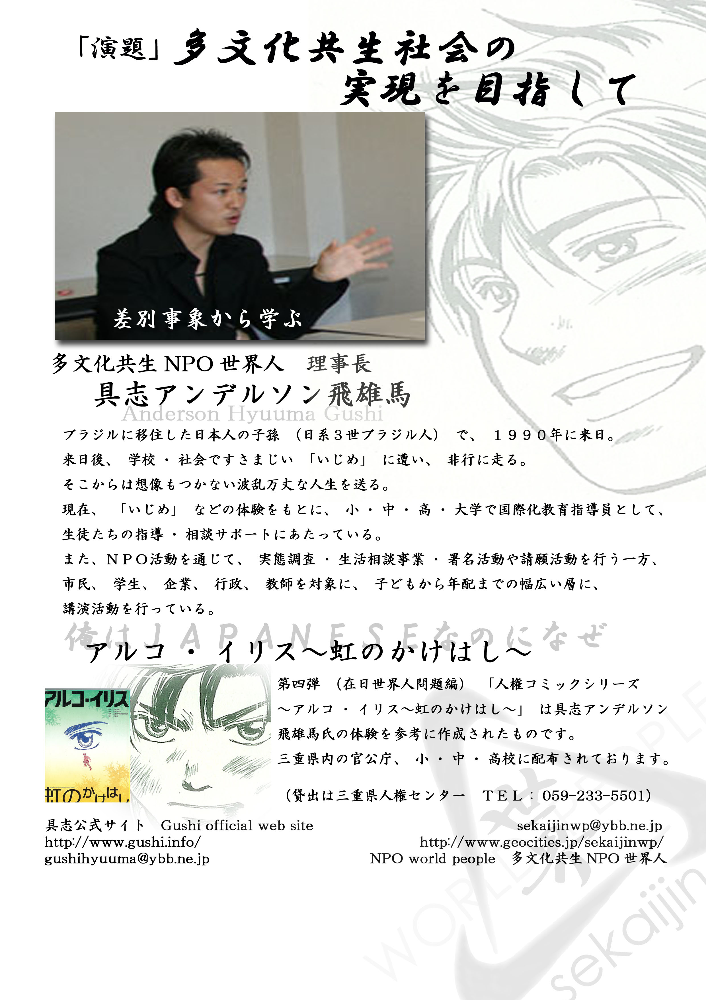 「演題」多文化共生社会の
実現を目指して
差別事象から学ぶ
多文化共生 NPO 世界人　理事長
具志アンデルソン飛雄馬
Anderson Hyuuma Gushi
ブラジルに移住した日本人の子孫 （日系３世ブラジル人） で、 １９９０年に来日。
来日後、 学校 ・ 社会ですさまじい 「いじめ」 に遭い、 非行に走る。
そこからは想像もつかない波乱万丈な人生を送る。
現在、 「いじめ」 などの体験をもとに、 小 ・ 中 ・ 高 ・ 大学で国際化教育指導員として、
生徒たちの指導 ・ 相談サポートにあたっている。
また、ＮＰＯ活動を通じて、 実態調査 ・ 生活相談事業 ・ 署名活動や請願活動を行う一方、
市民、 学生、 企業、 行政、 教師を対象に、 子どもから年配までの幅広い層に、
講演活動を行っている。
俺はＪＡＰＡＮＥＳＥなのになぜ
アルコ ・ イリス～虹のかけはし～
第四弾 （在日世界人問題編） 「人権コミックシリーズ
～アルコ ・ イリス～虹のかけはし～」 は具志アンデルソン
飛雄馬氏の体験を参考に作成されたものです。
三重県内の官公庁、 小 ・ 中 ・ 高校に配布されております。
アルコ・イリス
虹のかけはし
（貸出は三重県人権センター　ＴＥＬ：059-233-5501）
具志公式サイト　Gushi official web site
http://www.gushi.info/
gushihyuuma@ybb.ne.jp
sekaijinwp@ybb.ne.jp
http://www.geocities.jp/sekaijinwp/
NPO world people　多文化共生 NPO 世界人
WORLD PEOPLE
sekaijin